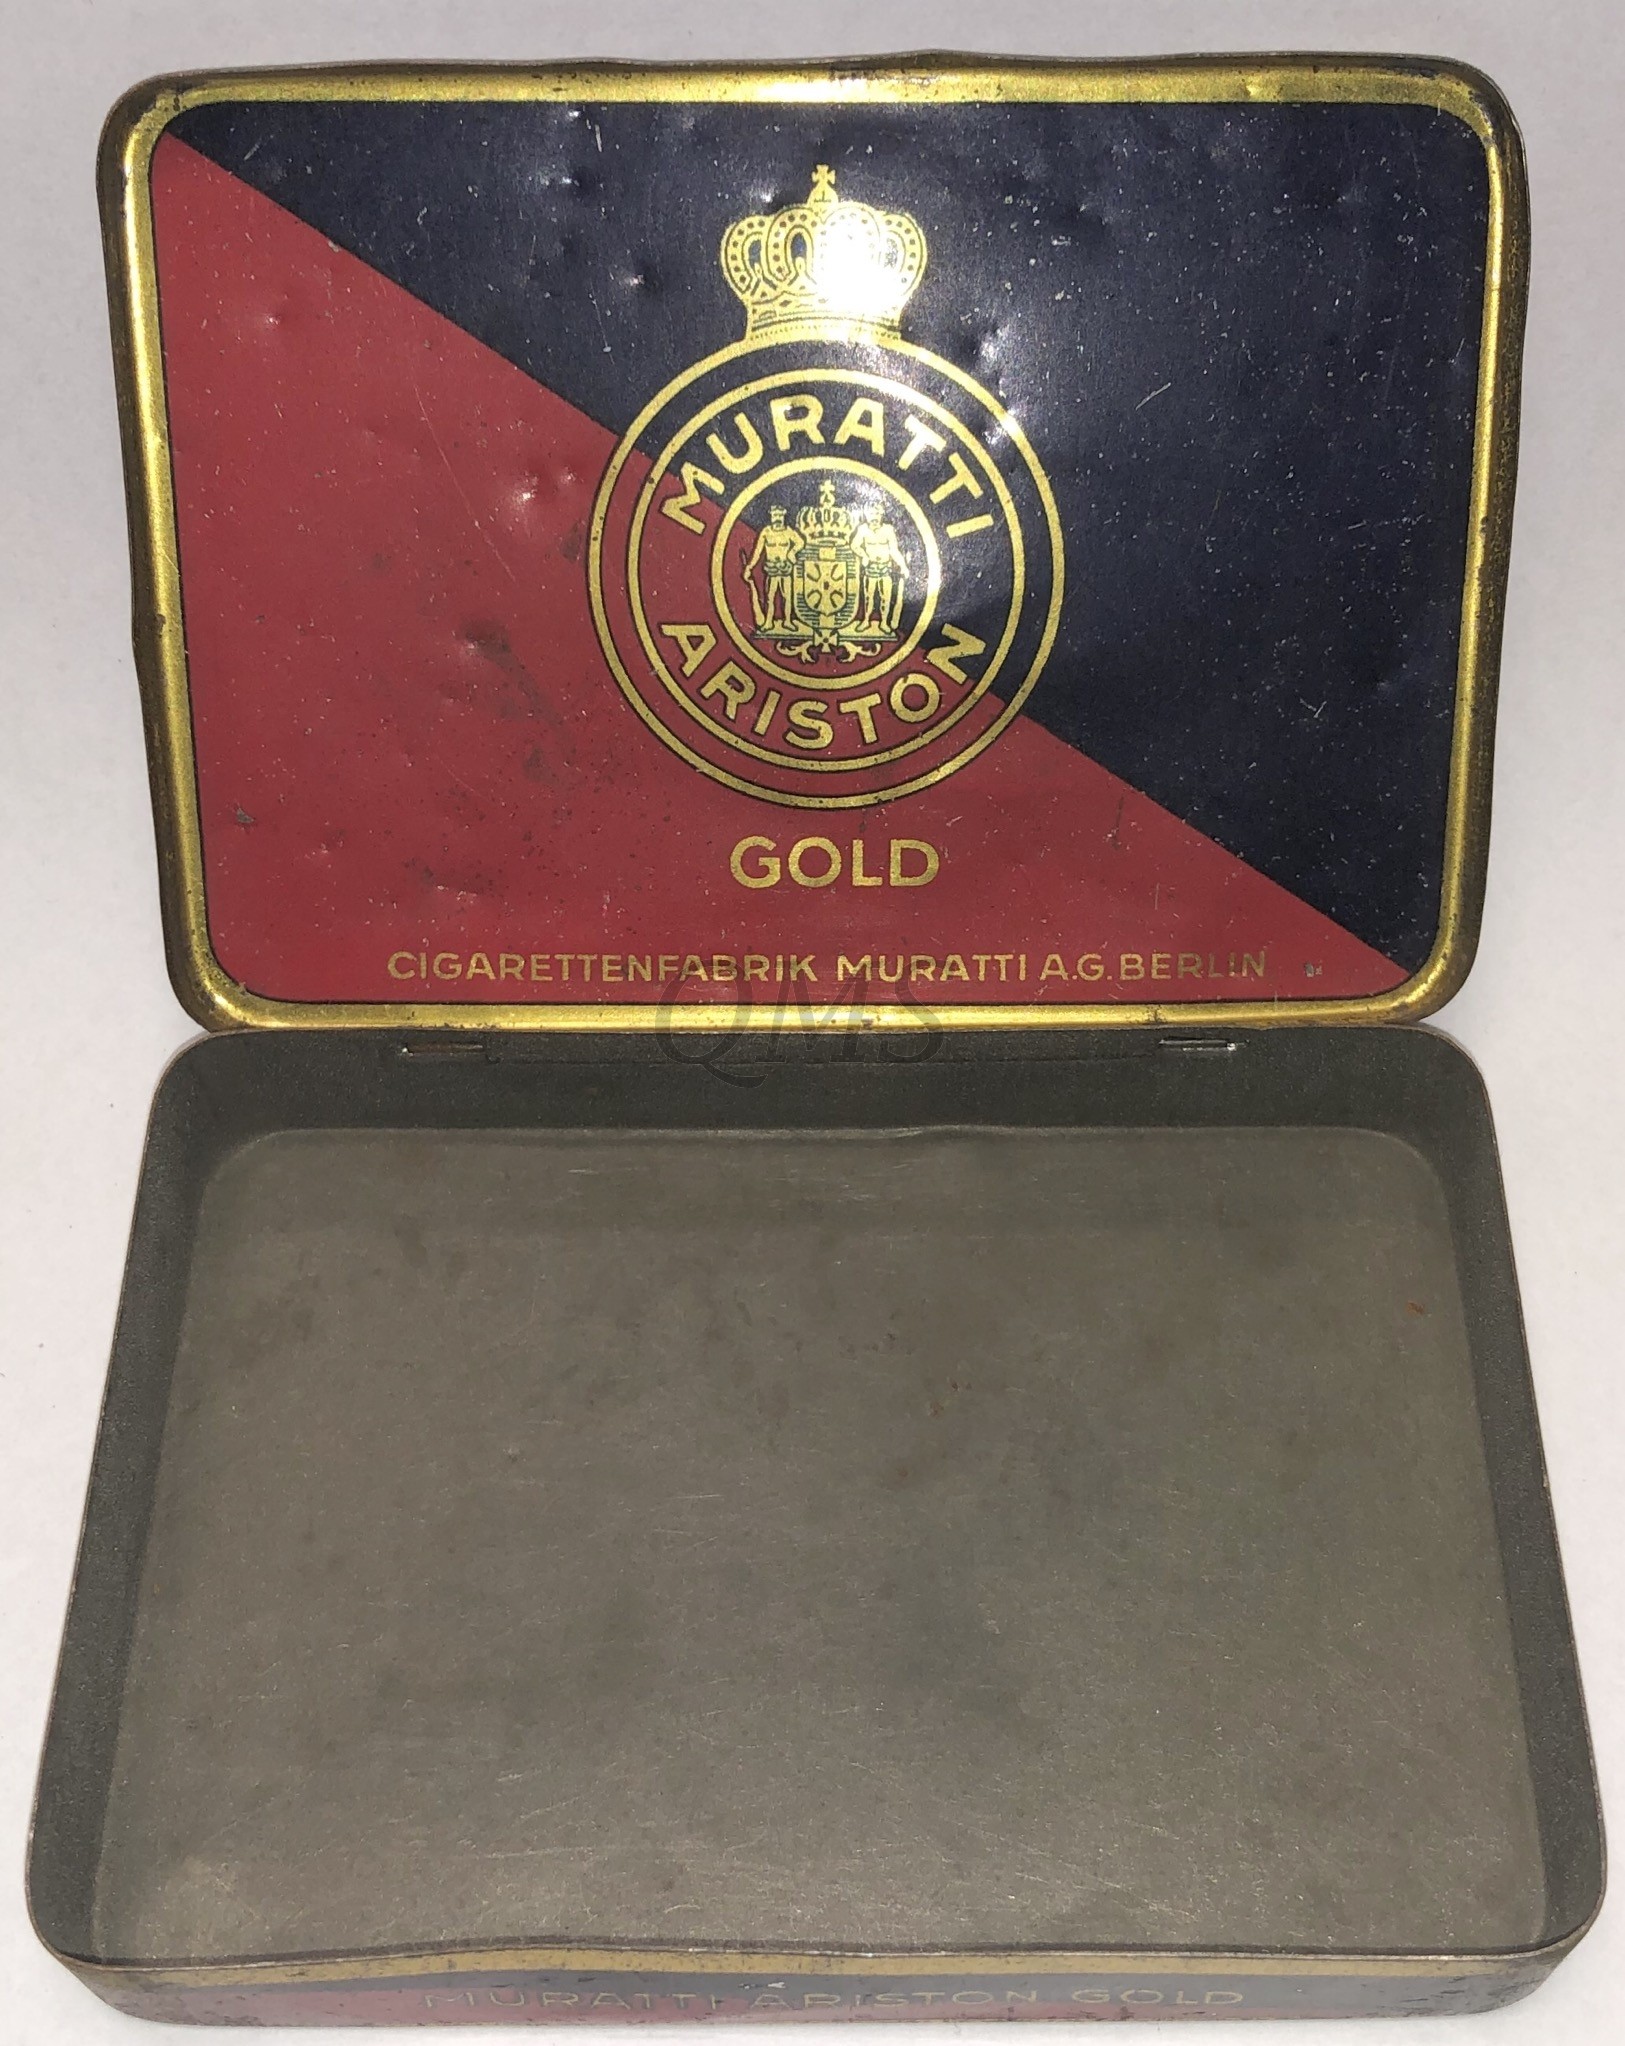 MURATTI
ARISTON
GOLD
CIGARETTENFABRIK MURATTI A.G. BERLIN
QMS
MURATTI ARISTON GOLD